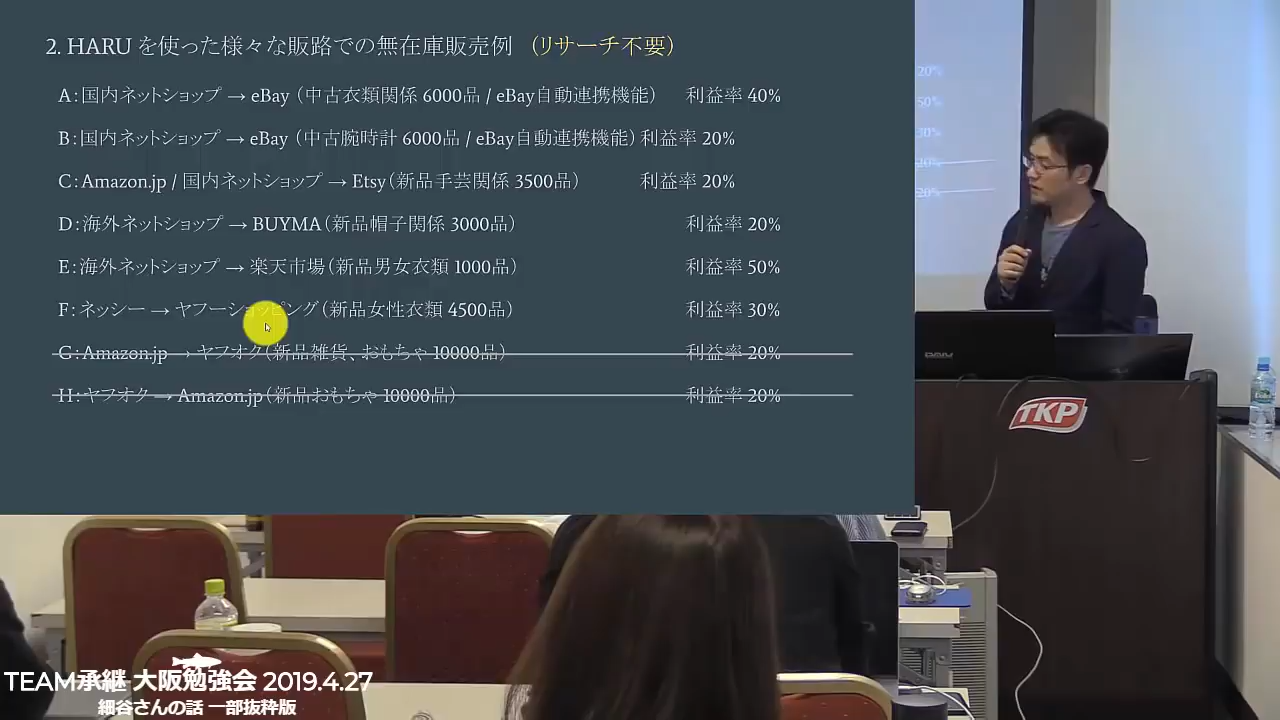 2. HARU を使った様々な販路での無在庫販売例 （リサーチ不要）
A：国内ネットショップ → eBay （中古衣類関係 6000品 / eBay自動連携機能） 利益率 40%
B：国内ネットショップ → eBay （中古腕時計 6000品 / eBay自動連携機能） 利益率 20%
C：Amazon.jp / 国内ネットショップ → Etsy（新品手芸関係 3500品） 利益率 20%
D：海外ネットショップ → BUYMA（新品帽子関係 3000品） 利益率 20%
E：海外ネットショップ → 楽天市場（新品男女衣類 1000品） 利益率 50%
F：ネッシー → ヤフーショッピング（新品女性衣類 4500品） 利益率 30%
G：Amazon.jp → ヤフオク（新品雑貨、おもちゃ 10000品） 利益率 20%
H：ヤフオク → Amazon.jp（新品おもちゃ 10000品） 利益率 20%
20%
50%
30%
20%
20%
TKP
TEAM承継 大阪勉強会 2019.4.27
細谷さんの話 一部抜粋版